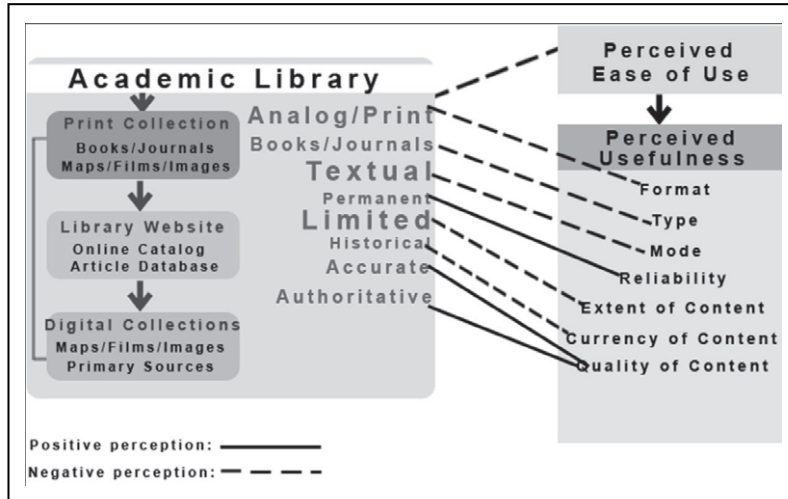 Academic Library
Print Collection
Books/Journals
Maps/Films/Images
Library Website
Online Catalog
Article Database
Digital Collections
Maps/Films/Images
Primary Sources
Analog/Print
Books/Journals
Textual
Permanent
Limited
Historical
Accurate
Authoritative
Perceived
Ease of Use
Perceived
Usefulness
Format
Type
Mode
Reliability
Extent of Content
Currency of Content
Quality of Content
Positive perception:
Negative perception: